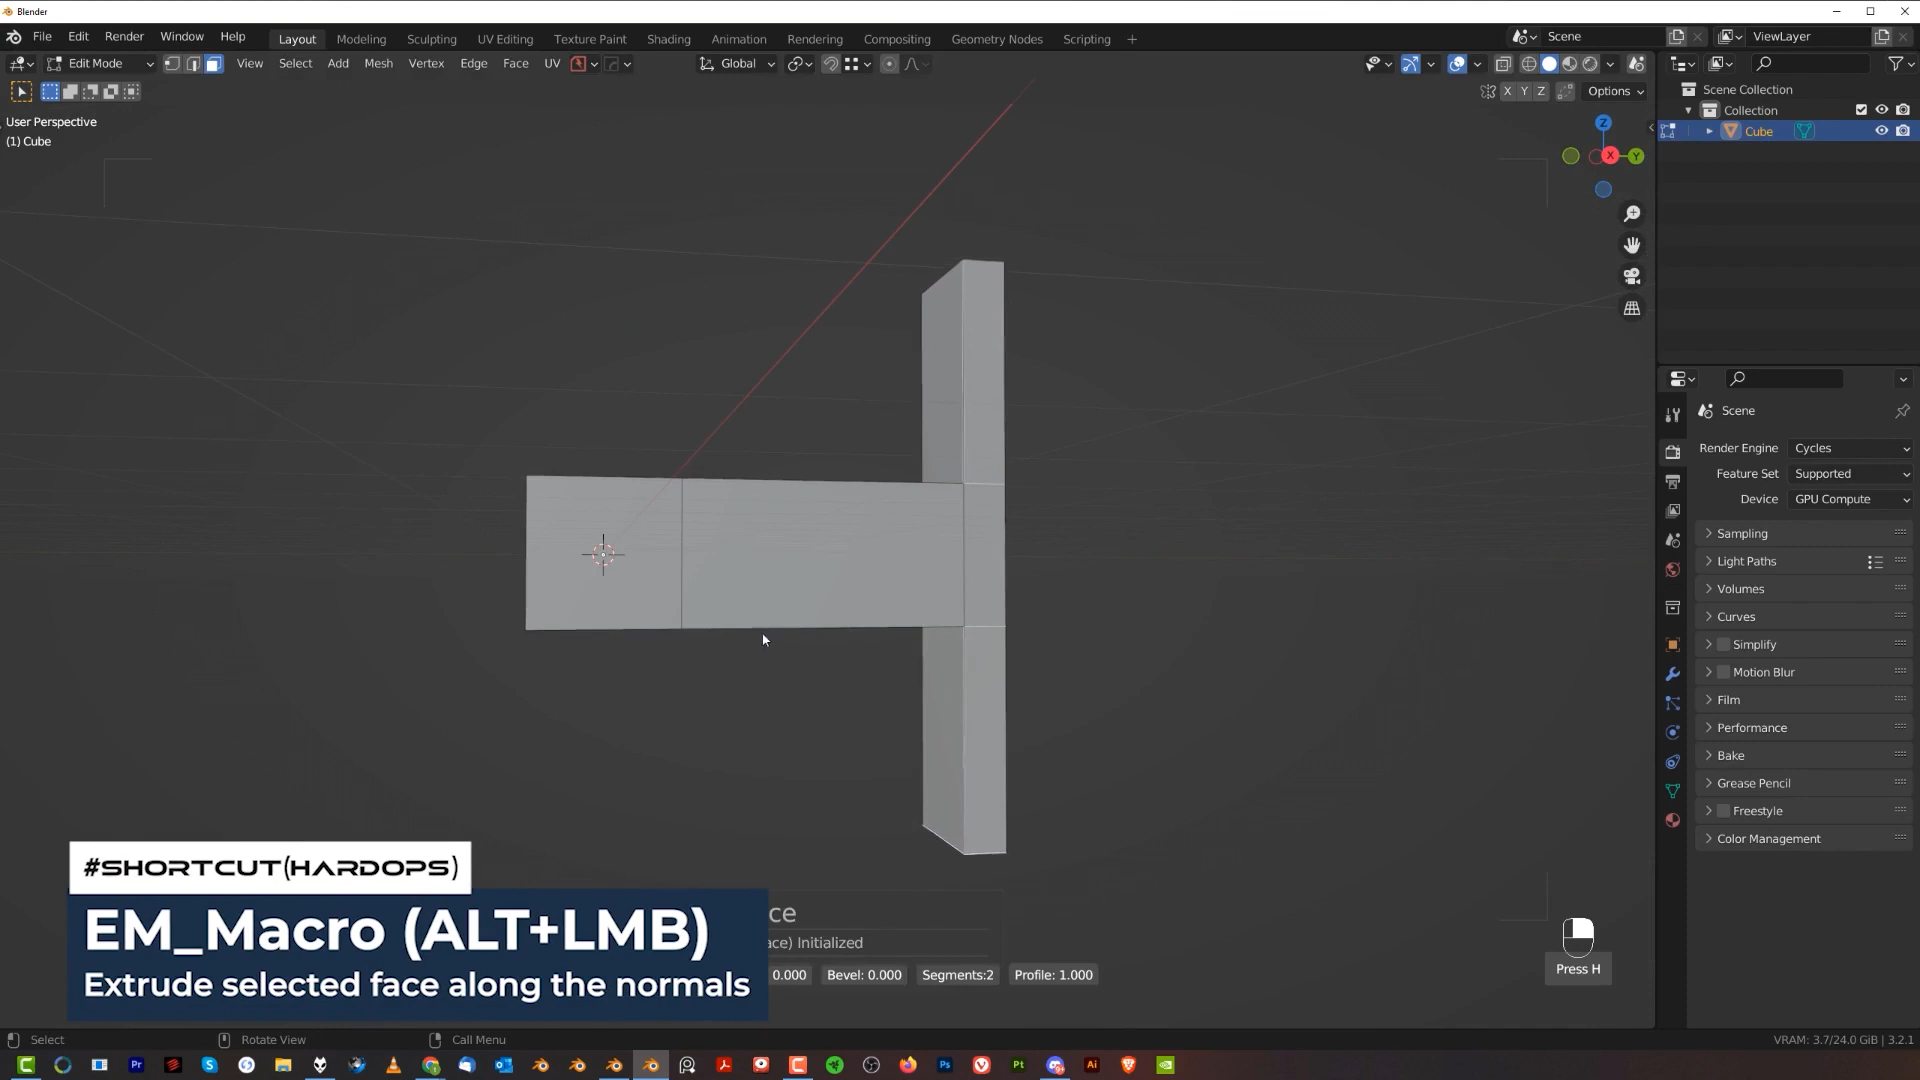 Blender
File Edit Render Window Help
Layout Modeling Sculpting UV Editing Texture Paint Shading Animation Rendering Compositing Geometry Nodes Scripting +
Scene
ViewLayer
Edit Mode
View Select Add Mesh Vertex Edge Face UV
Global
X Y Z
Options
User Perspective
(1) Cube
Z
X
Y
Scene Collection
Collection
Cube
Scene
Render Engine Cycles
Feature Set Supported
Device GPU Compute
Sampling
Light Paths
Volumes
Curves
Simplify
Motion Blur
Film
Performance
Bake
Grease Pencil
Freestyle
Color Management
#SHORTCUT(HARDOPS)
EM_Macro (ALT+LMB)
Extrude selected face along the normals
ce
ace) Initialized
0.000 Bevel: 0.000 Segments:2 Profile: 1.000
Press H
Select Rotate View Call Menu
VRAM: 3.7/24.0 GiB | 3.2.1
Pr
S
Ps
Pt
Ai